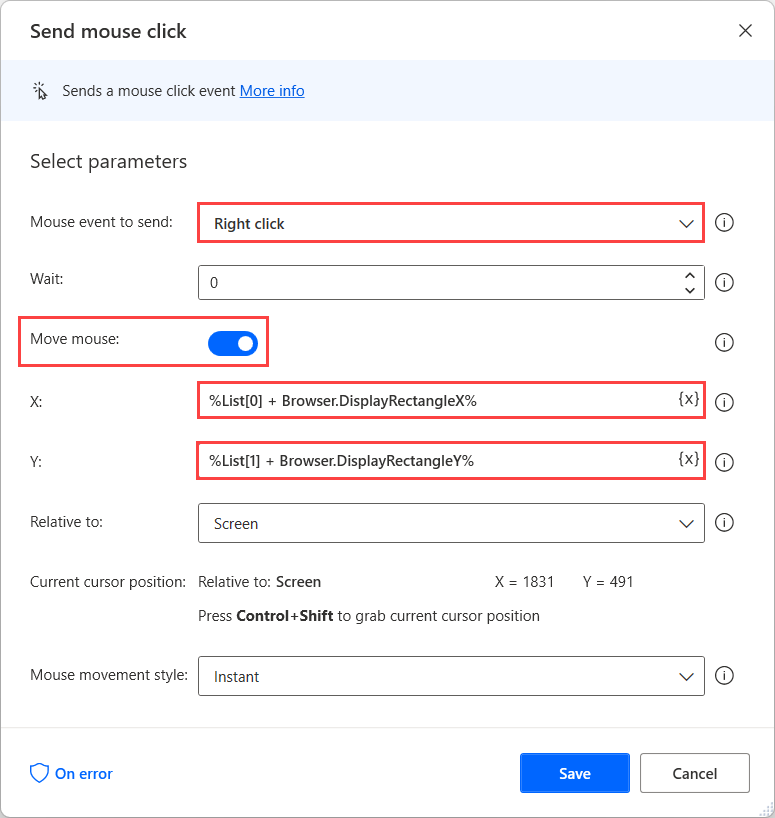 Send mouse click
Sends a mouse click event More info
Select parameters
Mouse event to send: Right click
Wait: 0
Move mouse:
X: %List[0] + Browser.DisplayRectangleX% {x}
Y: %List[1] + Browser.DisplayRectangleY% {x}
Relative to: Screen
Current cursor position: Relative to: Screen X = 1831 Y = 491
Press Control+Shift to grab current cursor position
Mouse movement style: Instant
On error Save Cancel